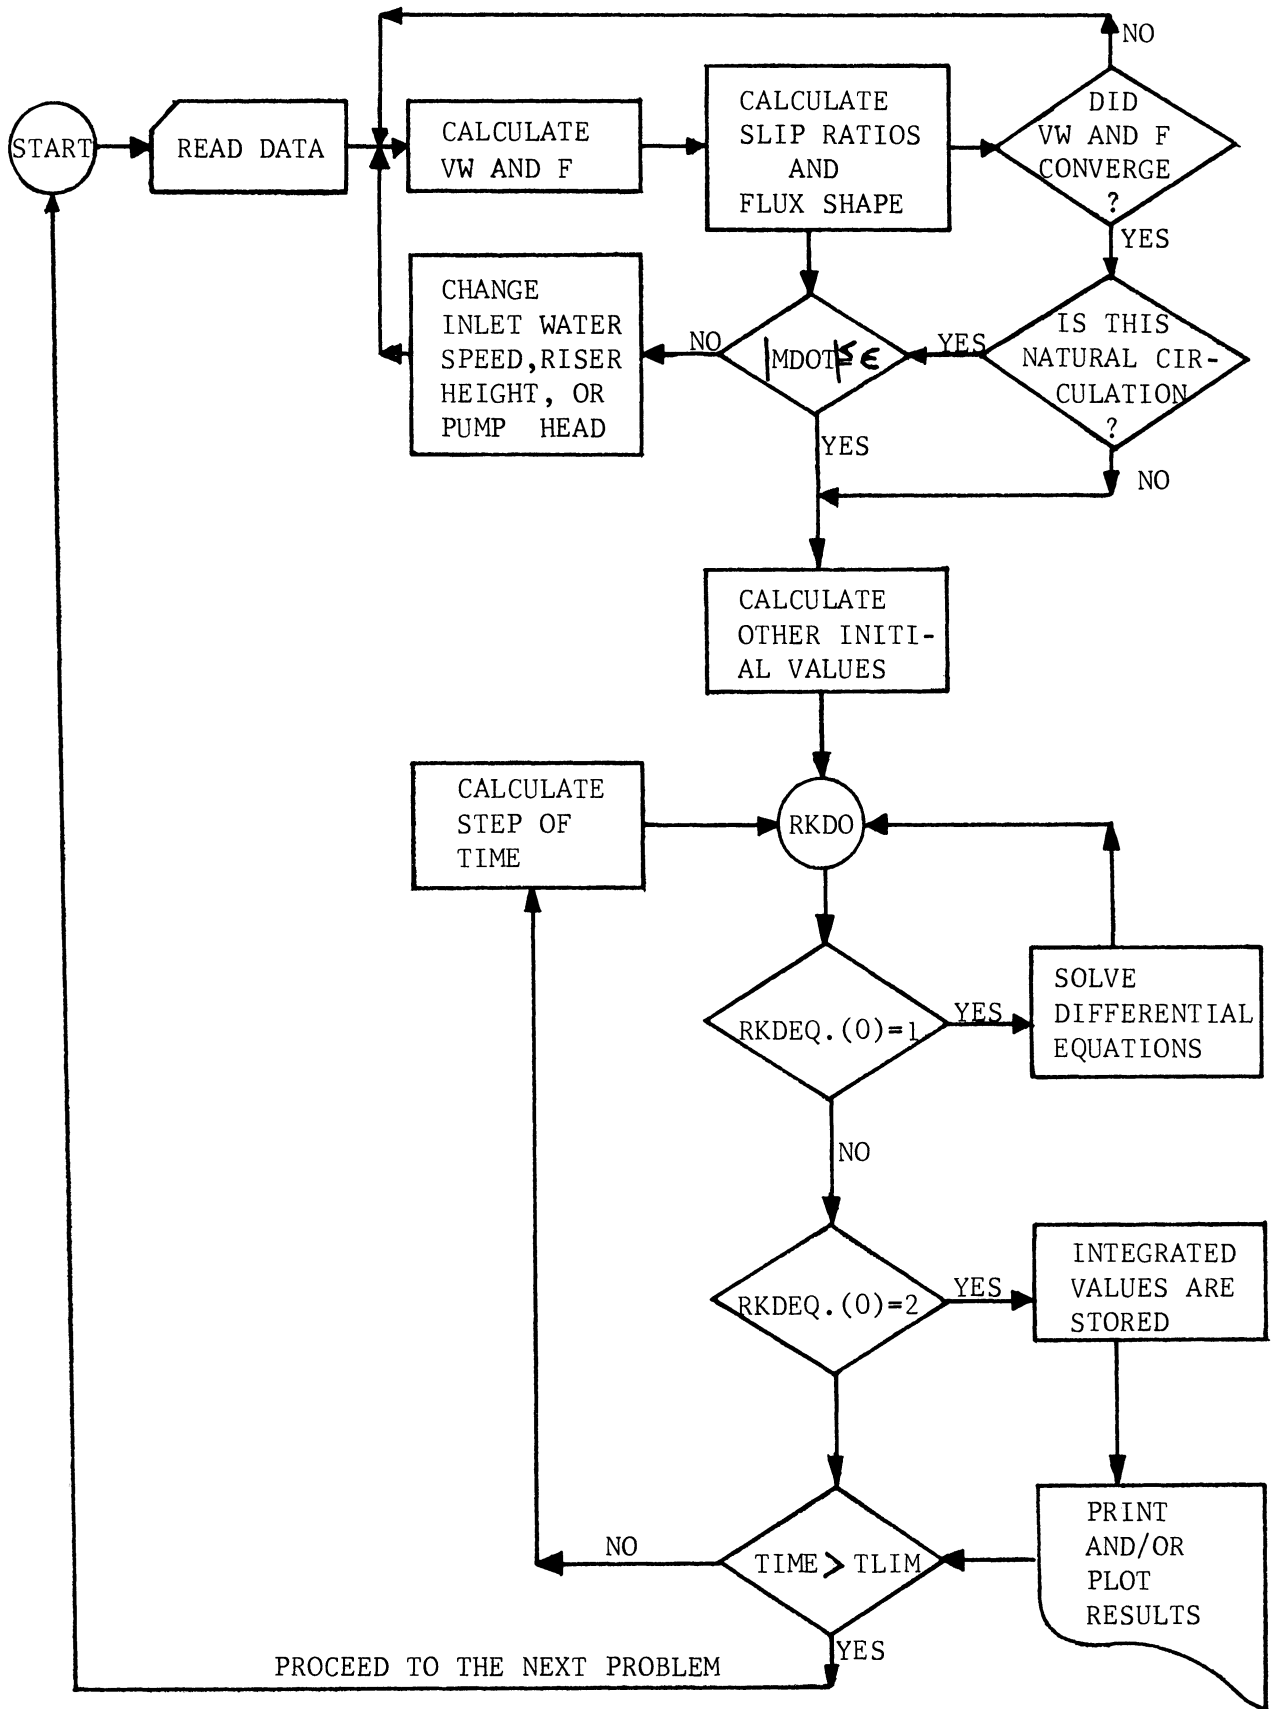 NO
START
READ DATA
CALCULATE
VW AND F
CALCULATE
SLIP RATIOS
AND
FLUX SHAPE
DID
VW AND F
CONVERGE
?
YES
CHANGE
INLET WATER
SPEED,RISER
HEIGHT, OR
PUMP HEAD
NO
|MDOT|≤ϵ
YES
IS THIS
NATURAL CIR-
CULATION
?
YES
NO
CALCULATE
OTHER INITI-
AL VALUES
CALCULATE
STEP OF
TIME
RKDO
RKDEQ.(0)=1
YES
SOLVE
DIFFERENTIAL
EQUATIONS
NO
RKDEQ.(0)=2
YES
INTEGRATED
VALUES ARE
STORED
NO
TIME > TLIM
PRINT
AND/OR
PLOT
RESULTS
YES
PROCEED TO THE NEXT PROBLEM